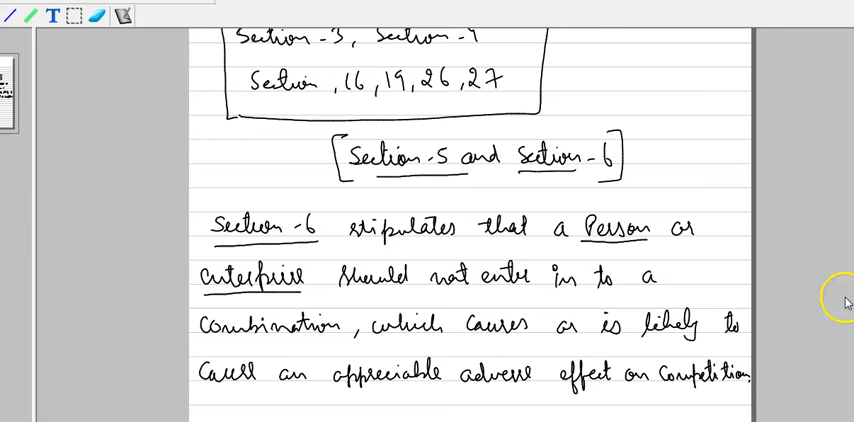 Section - 3, Section - 4
Section, 16, 19, 26, 27
[Section - 5 and Section - 6]
Section - 6 stipulates that a Person or
enterprise should not entre in to a
combination, which causes or is likely to
cause an appreciable adverse effect on competition.